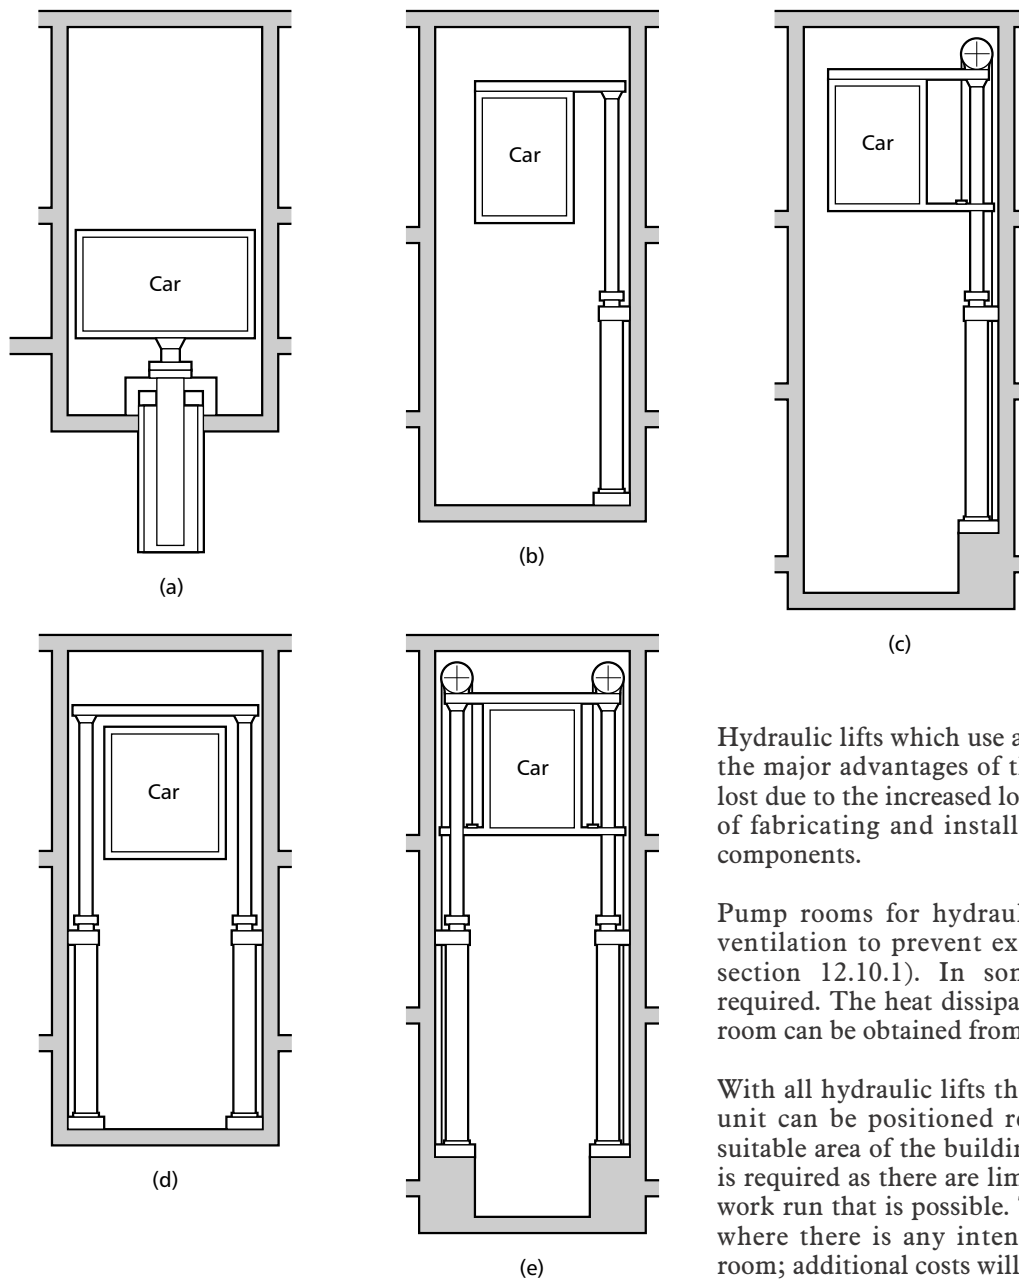 Car
(a)
Car
(b)
Car
(c)
Car
(d)
Car
(e)
Hydraulic lifts which use a
the major advantages of th
lost due to the increased lo
of fabricating and install
components.
Pump rooms for hydraul
ventilation to prevent ex
section 12.10.1). In som
required. The heat dissipa
room can be obtained from
With all hydraulic lifts th
unit can be positioned re
suitable area of the buildin
is required as there are lim
work run that is possible. T
where there is any inten
room; additional costs will